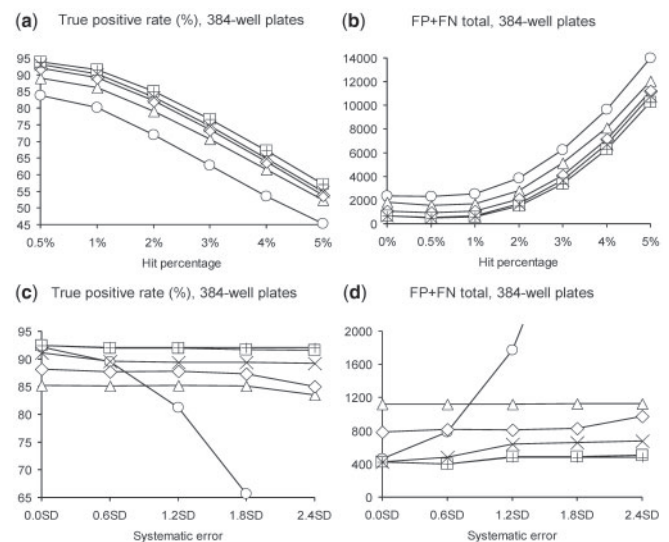 (a) True positive rate (%), 384-well plates
95
90
85
80
75
70
65
60
55
50
45
0.5% 1% 2% 3% 4% 5%
Hit percentage
(b) FP+FN total, 384-well plates
16000
14000
12000
10000
8000
6000
4000
2000
0
0% 0.5% 1% 2% 3% 4% 5%
Hit percentage
(c) True positive rate (%), 384-well plates
95
90
85
80
75
70
65
0.0SD 0.6SD 1.2SD 1.8SD 2.4SD
Systematic error
(d) FP+FN total, 384-well plates
2000
1600
1200
800
400
0
0.0SD 0.6SD 1.2SD 1.8SD 2.4SD
Systematic error